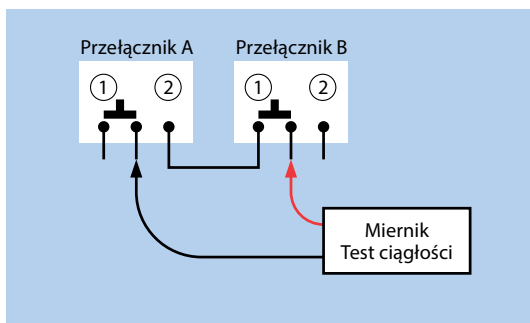 Przełącznik A
Przełącznik B
1 2
1 2
Miernik
Test ciągłości